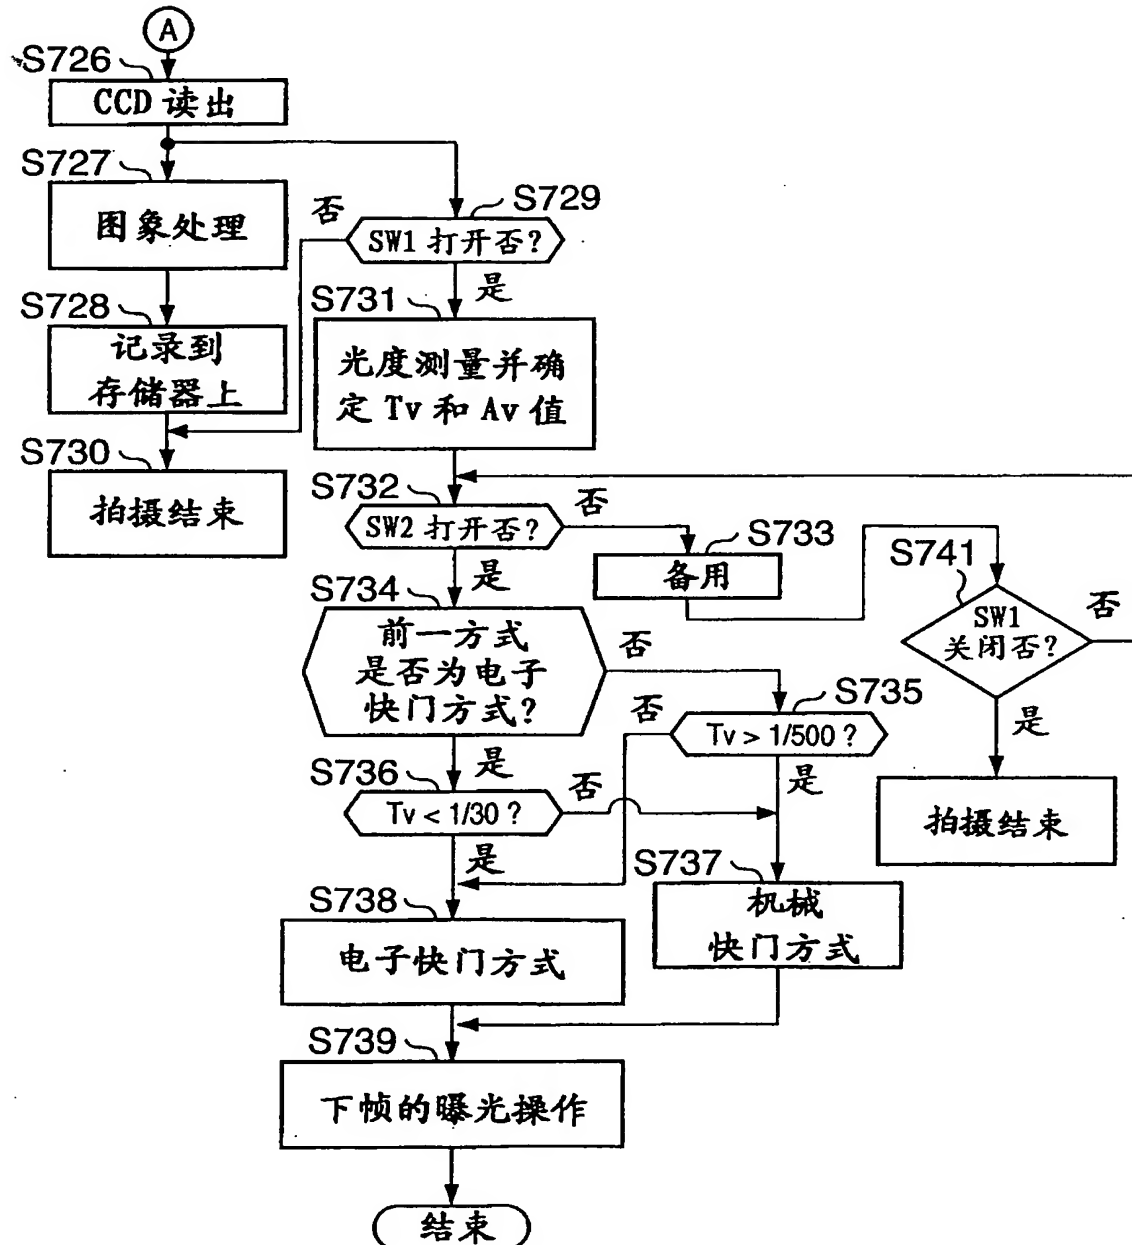 A
S726
CCD 读出
S727
图象处理
S728
记录到
存储器上
S730
拍摄结束
S729
SW1 打开否?
否
是
S731
光度测量并确
定 Tv 和 Av 值
S732
SW2 打开否?
否
是
S733
备用
S741
SW1
关闭否?
否
是
拍摄结束
S734
前一方式
是否为电子
快门方式?
否
是
S735
Tv > 1/500 ?
否
是
S736
Tv < 1/30 ?
否
是
S737
机械
快门方式
S738
电子快门方式
S739
下帧的曝光操作
结束